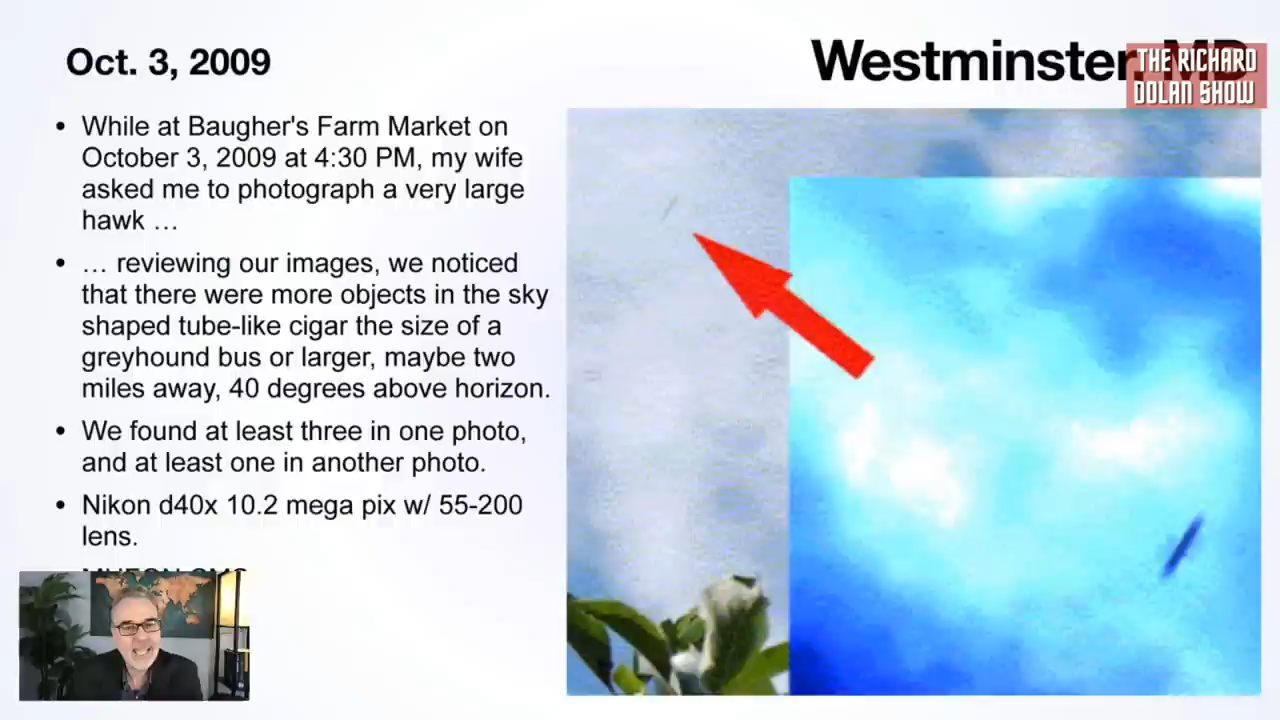 Oct. 3, 2009
Westminster, MD
THE RICHARD
DOLAN SHOW
• While at Baugher's Farm Market on
October 3, 2009 at 4:30 PM, my wife
asked me to photograph a very large
hawk …
• … reviewing our images, we noticed
that there were more objects in the sky
shaped tube-like cigar the size of a
greyhound bus or larger, maybe two
miles away, 40 degrees above horizon.
• We found at least three in one photo,
and at least one in another photo.
• Nikon d40x 10.2 mega pix w/ 55-200
lens.